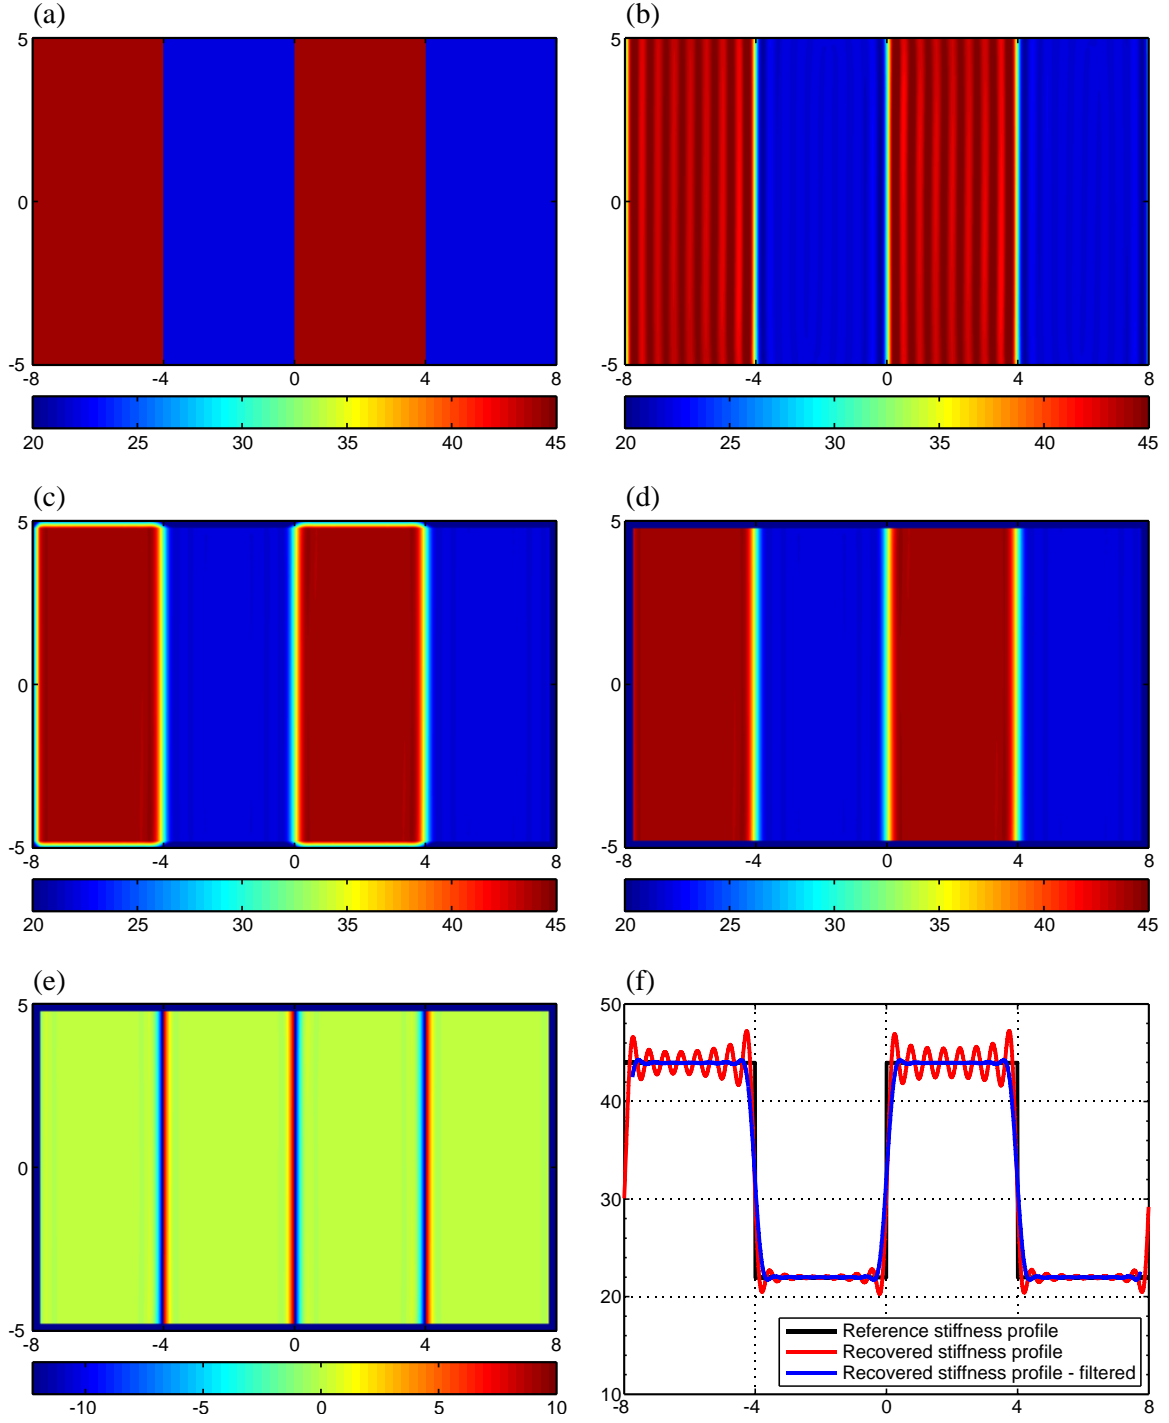 (a)
(b)
5
0
-5
-8 -4 0 4 8
20 25 30 35 40 45
5
0
-5
-8 -4 0 4 8
20 25 30 35 40 45
(c)
(d)
5
0
-5
-8 -4 0 4 8
20 25 30 35 40 45
5
0
-5
-8 -4 0 4 8
20 25 30 35 40 45
(e)
(f)
5
0
-5
-8 -4 0 4 8
-10 -5 0 5 10
50
40
30
20
10
-8 -4 0 4 8
Reference stiffness profile
Recovered stiffness profile
Recovered stiffness profile - filtered